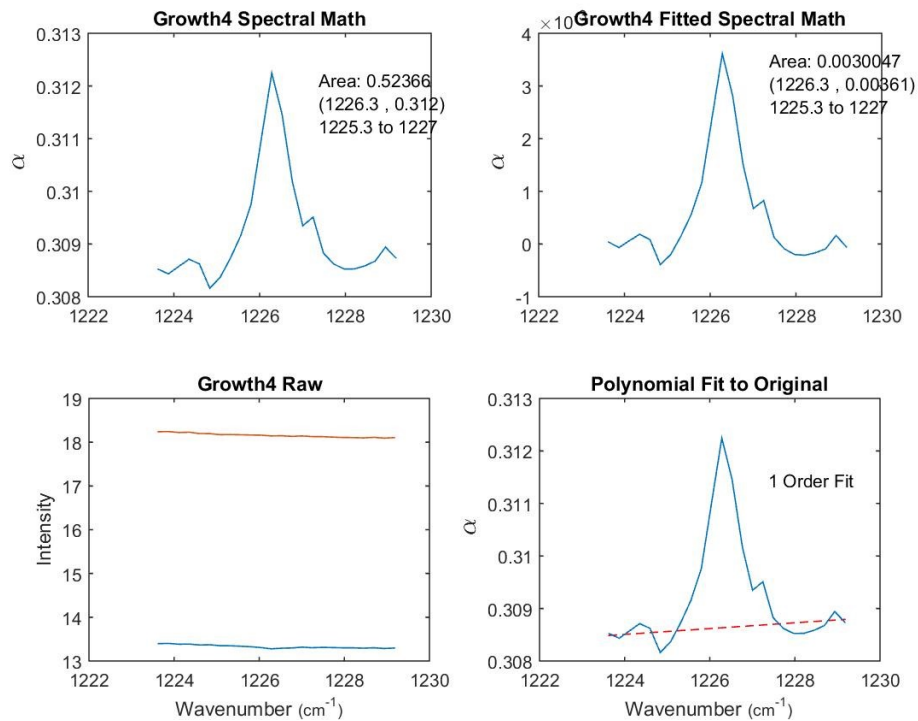 Growth4 Spectral Math
0.313
0.312
0.311
0.31
0.309
0.308
α
Area: 0.52366
(1226.3 , 0.312)
1225.3 to 1227
1222 1224 1226 1228 1230
Growth4 Fitted Spectral Math
×10
4
3
2
1
0
-1
α
Area: 0.0030047
(1226.3 , 0.00361)
1225.3 to 1227
1222 1224 1226 1228 1230
Growth4 Raw
19
18
17
16
15
14
13
Intensity
1222 1224 1226 1228 1230
Wavenumber (cm⁻¹)
Polynomial Fit to Original
0.313
0.312
0.311
0.31
0.309
0.308
α
1 Order Fit
1222 1224 1226 1228 1230
Wavenumber (cm⁻¹)